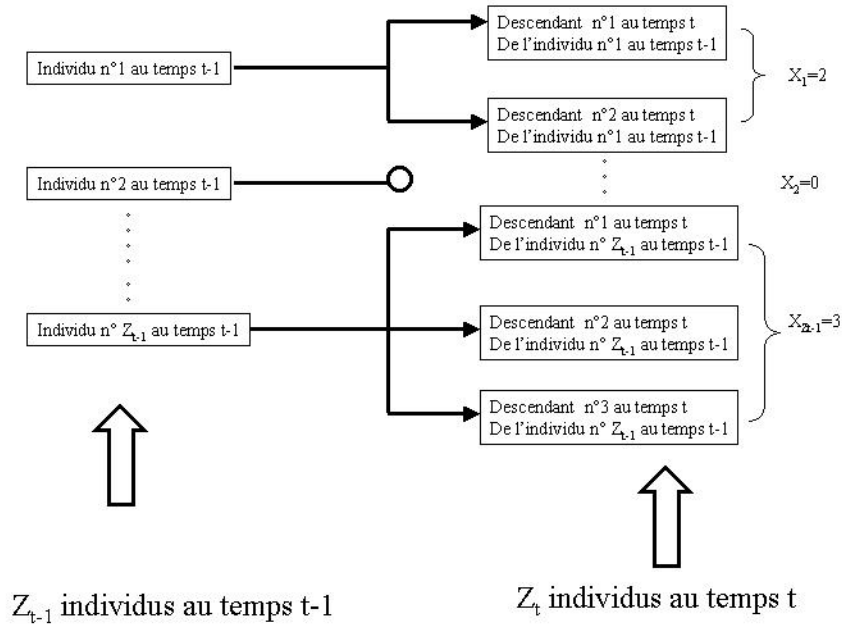 Descendant n°1 au temps t
De l'individu n°1 au temps t-1
Individu n°1 au temps t-1
X1=2
Descendant n°2 au temps t
De l'individu n°1 au temps t-1
Individu n°2 au temps t-1
X2=0
Descendant n°1 au temps t
De l'individu n° Zt-1 au temps t-1
Individu n° Zt-1 au temps t-1
Descendant n°2 au temps t
De l'individu n° Zt-1 au temps t-1
Descendant n°3 au temps t
De l'individu n° Zt-1 au temps t-1
Zt-1 individus au temps t-1
Zt individus au temps t